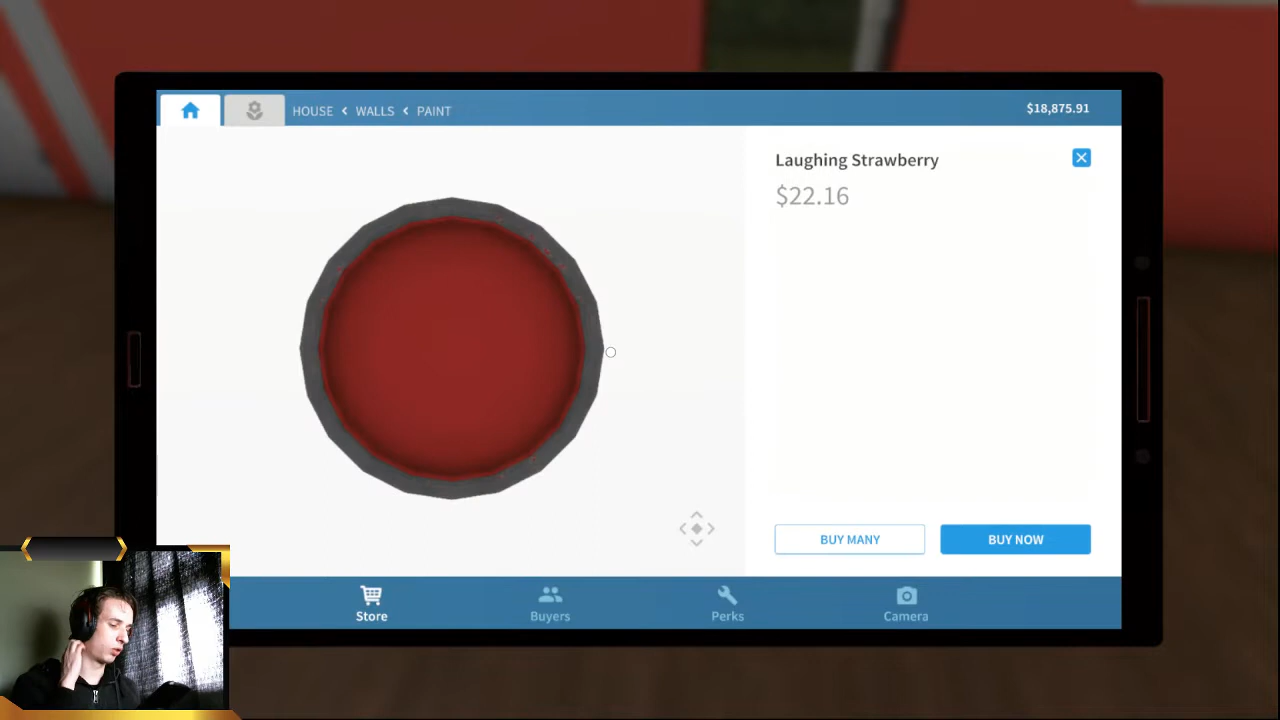 HOUSE < WALLS < PAINT
$18,875.91
Laughing Strawberry
$22.16
BUY MANY
BUY NOW
Store
Buyers
Perks
Camera